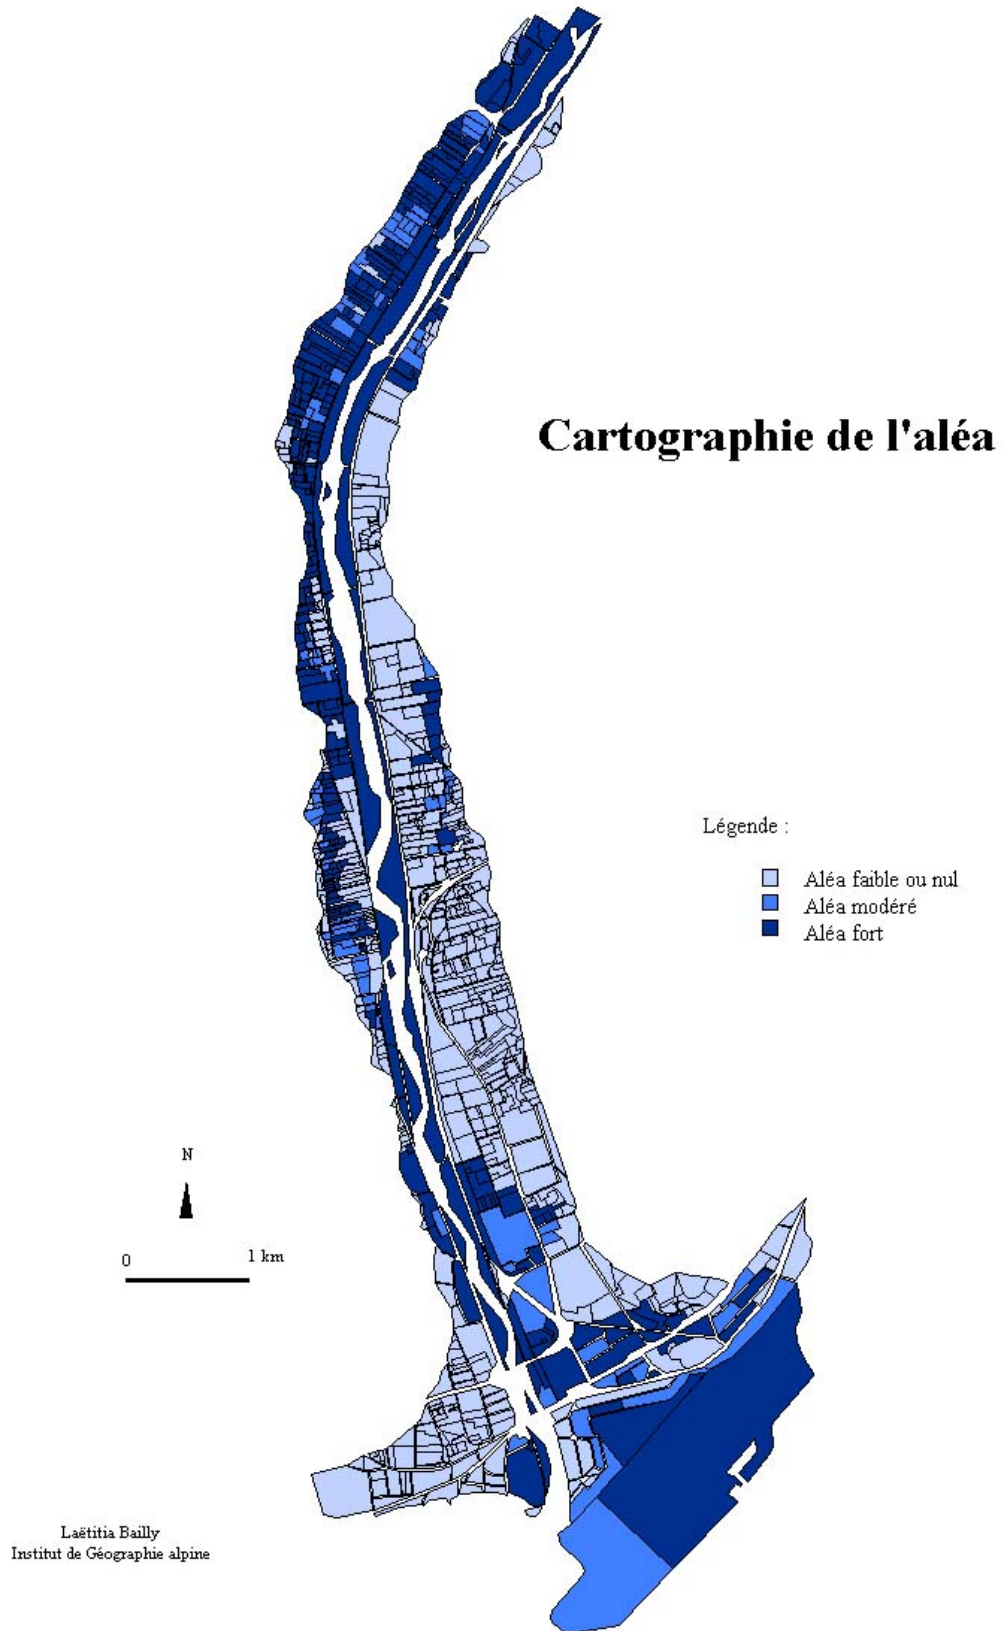 Cartographie de l'aléa
Légende :
Aléa faible ou nul
Aléa modéré
Aléa fort
N
0 1 km
Laëtitia Bailly
Institut de Géographie alpine